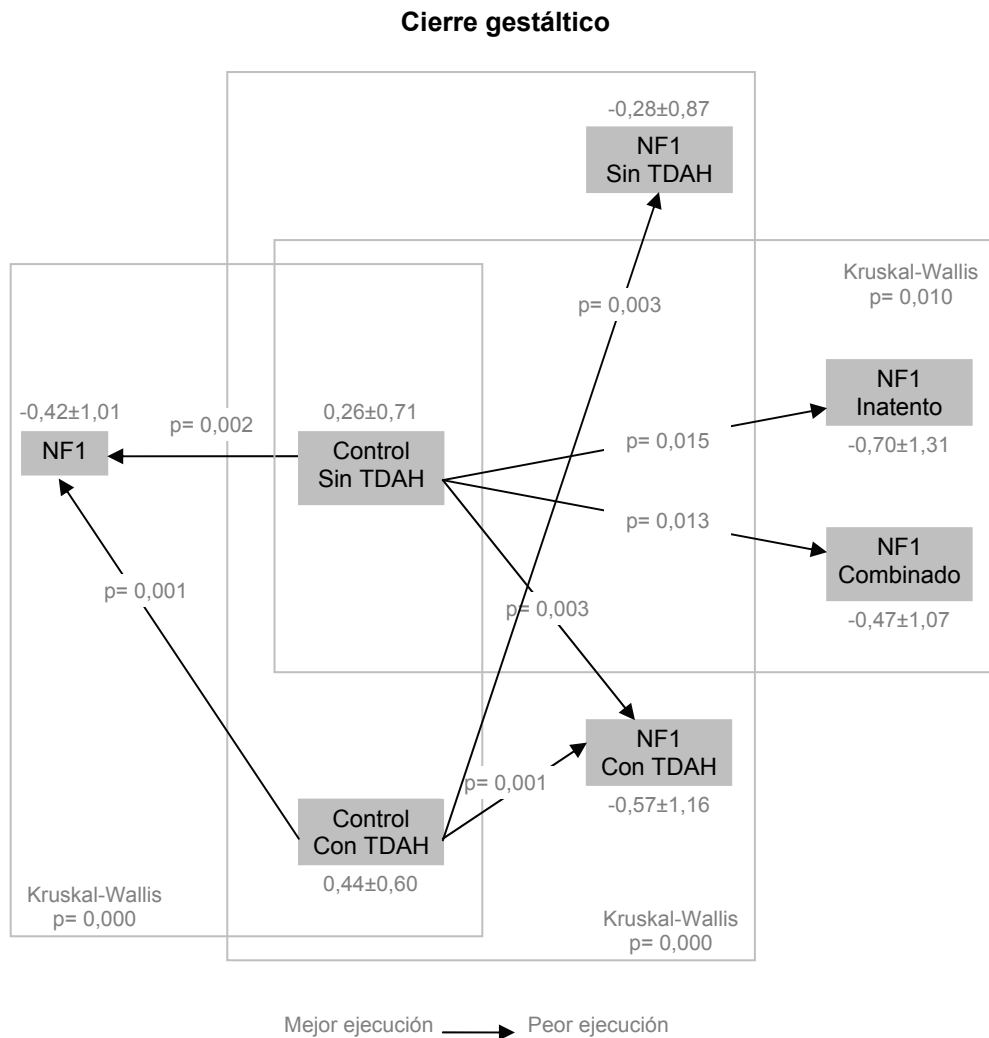 Cierre gestáltico
-0,28±0,87
NF1
Sin TDAH
Kruskal-Wallis
p= 0,010
p= 0,003
NF1
Inatento
-0,70±1,31
-0,42±1,01
NF1
p= 0,002
0,26±0,71
Control
Sin TDAH
p= 0,015
p= 0,013
NF1
Combinado
-0,47±1,07
p= 0,001
p= 0,003
NF1
Con TDAH
-0,57±1,16
p= 0,001
Control
Con TDAH
0,44±0,60
Kruskal-Wallis
p= 0,000
Kruskal-Wallis
p= 0,000
Mejor ejecución
Peor ejecución